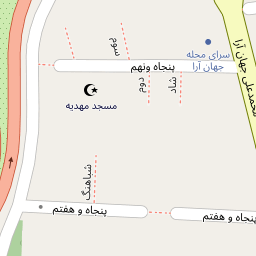 سوم
سرای محله
جهان آرا
محمدعلی جهان آرا
پنجاه ونهم
دوم
شاد
مسجد مهدیه
شباهنگ
پنجاه و هفتم
پنجاه و هفتم